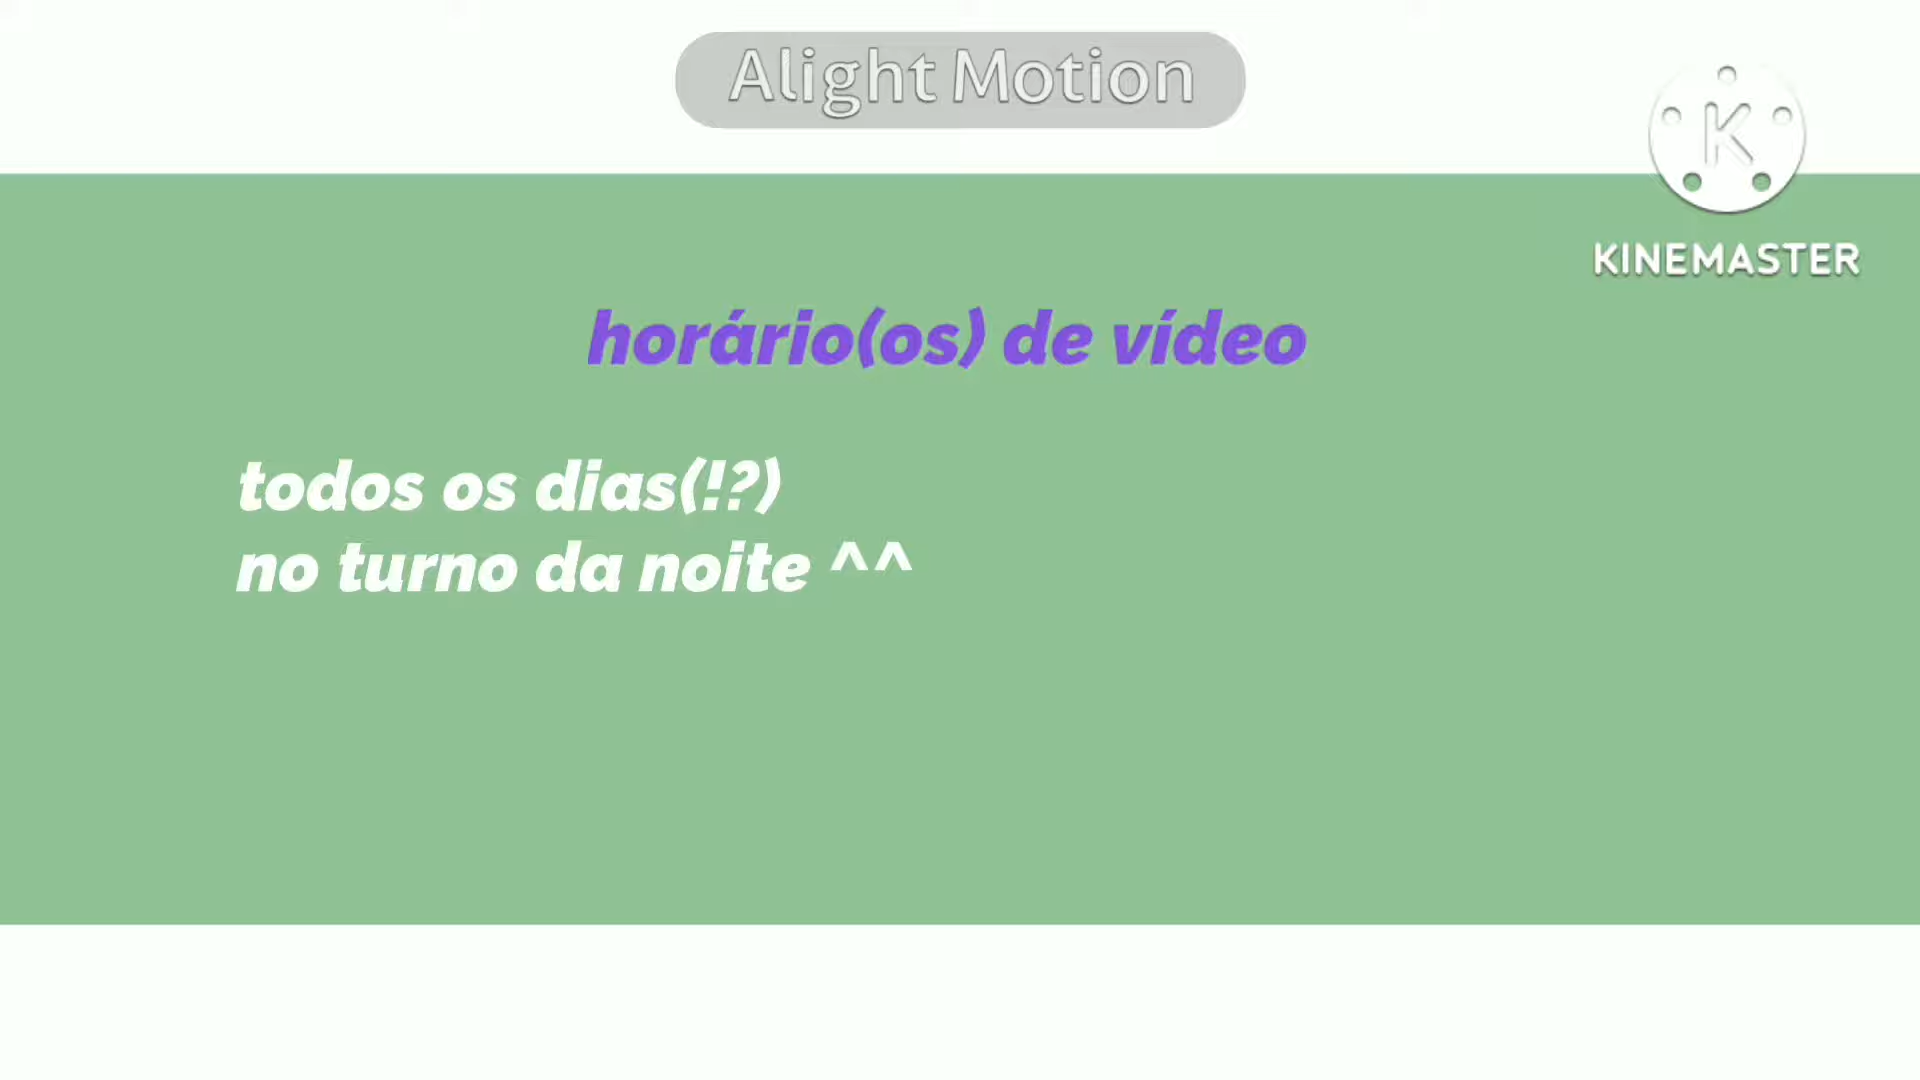 Alight Motion
K
KINEMASTER
horário(os) de vídeo
todos os dias(!?)
no turno da noite ^^